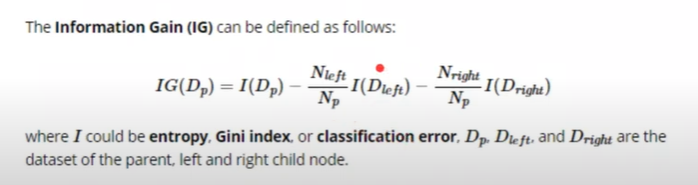 The Information Gain (IG) can be defined as follows:
IG(D_p) = I(D_p) − \frac{N_{left}}{N_p} I(D_{left}) − \frac{N_{right}}{N_p} I(D_{right})
where I could be entropy, Gini index, or classification error, D_p, D_{left}, and D_{right} are the
dataset of the parent, left and right child node.